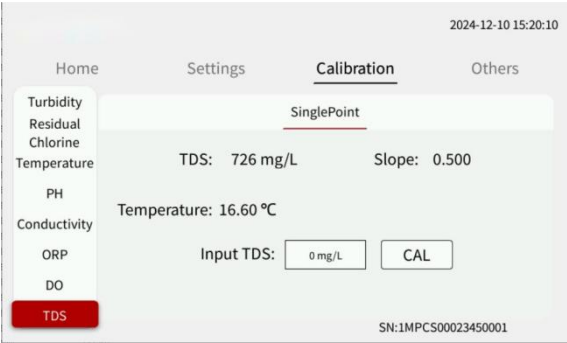 2024-12-10 15:20:10
Home Settings Calibration Others
Turbidity
Residual
Chlorine
Temperature
PH
Conductivity
ORP
DO
TDS
SinglePoint
TDS: 726 mg/L Slope: 0.500
Temperature: 16.60 ℃
Input TDS: 0 mg/L CAL
SN:1MPCS00023450001